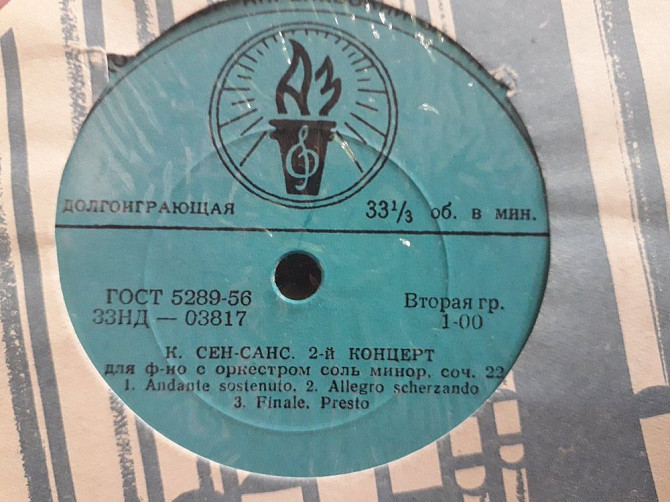 АЗ
ДОЛГОИГРАЮЩАЯ 33⅓ об. в мин.
ГОСТ 5289-56 Вторая гр.
33НД — 03817 1-00
К. СЕН-САНС. 2-й КОНЦЕРТ
для ф-но с оркестром соль минор, соч. 22
1. Andante sostenuto. 2. Allegro scherzando
3. Finale. Presto